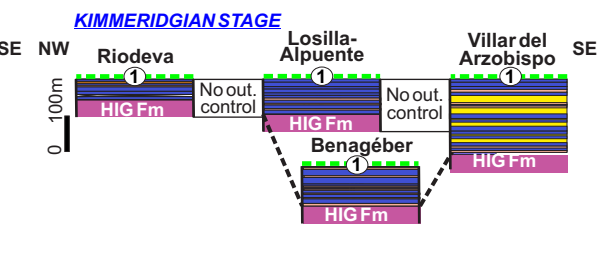 KIMMERIDGIAN STAGE
SE NW
Riodeva
Losilla-
Alpuente
Villar del
Arzobispo
SE
1
1
1
No out.
control
No out.
control
100m
0
HIG Fm
HIG Fm
HIG Fm
Benagéber
1
HIG Fm